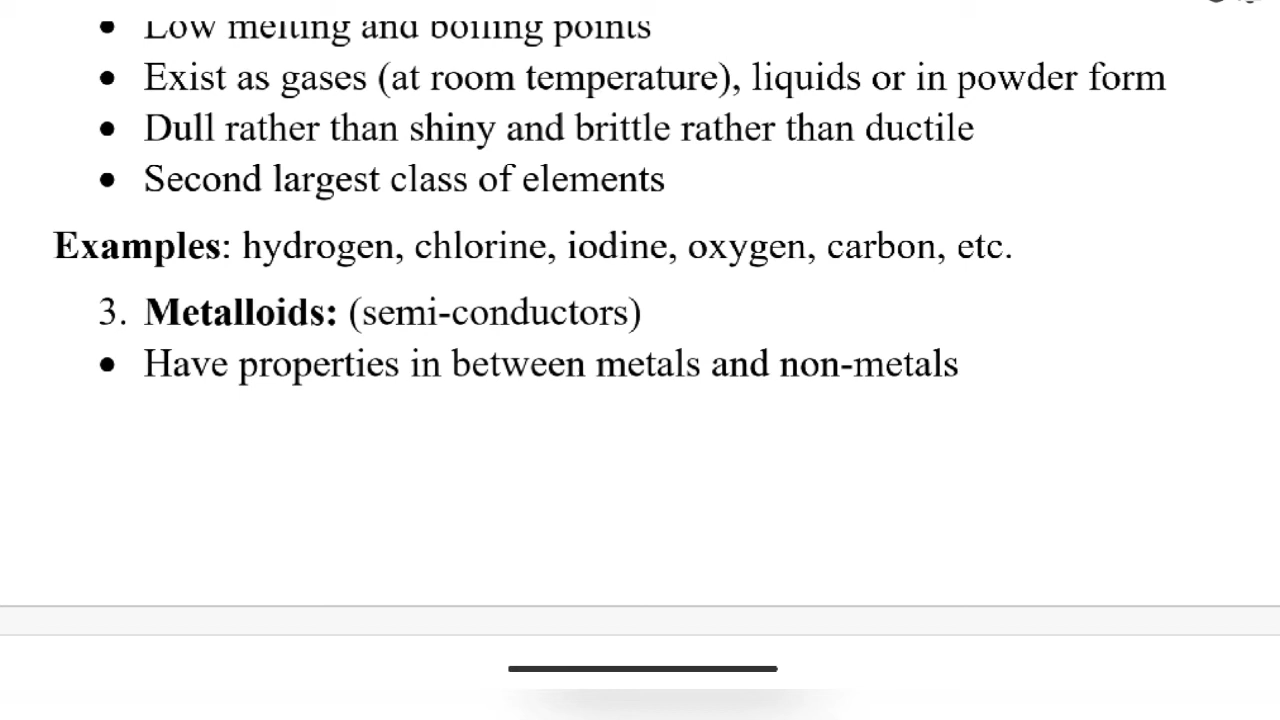 • Low melting and boiling points
• Exist as gases (at room temperature), liquids or in powder form
• Dull rather than shiny and brittle rather than ductile
• Second largest class of elements
Examples: hydrogen, chlorine, iodine, oxygen, carbon, etc.
3. Metalloids: (semi-conductors)
• Have properties in between metals and non-metals